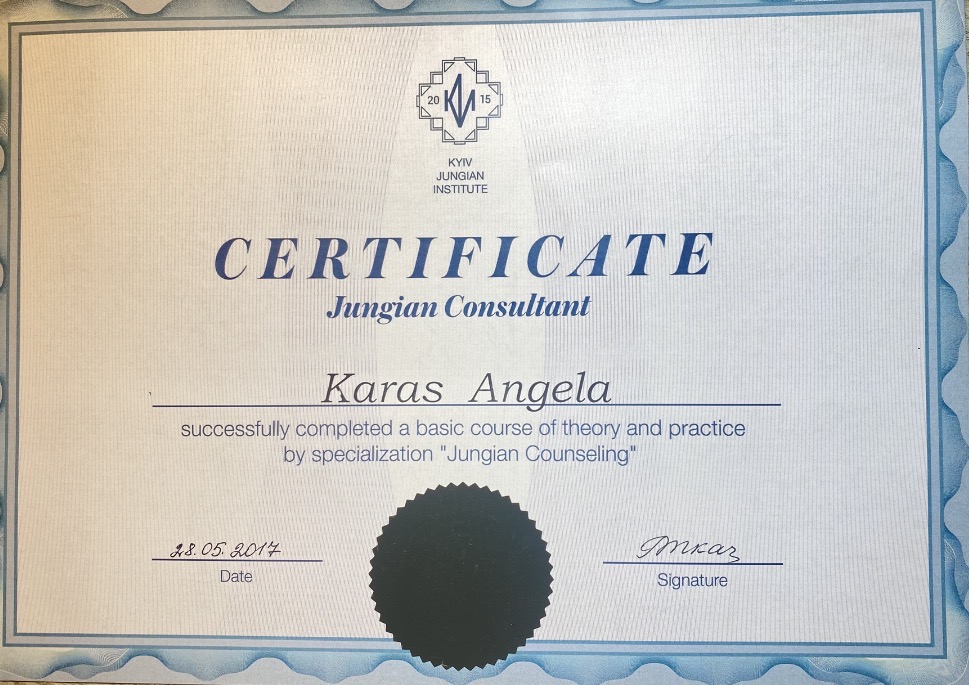 20 КИ 15
KYIV
JUNGIAN
INSTITUTE
CERTIFICATE
Jungian Consultant
Karas Angela
successfully completed a basic course of theory and practice
by specialization "Jungian Counseling"
28.05.2017
Date
Signature